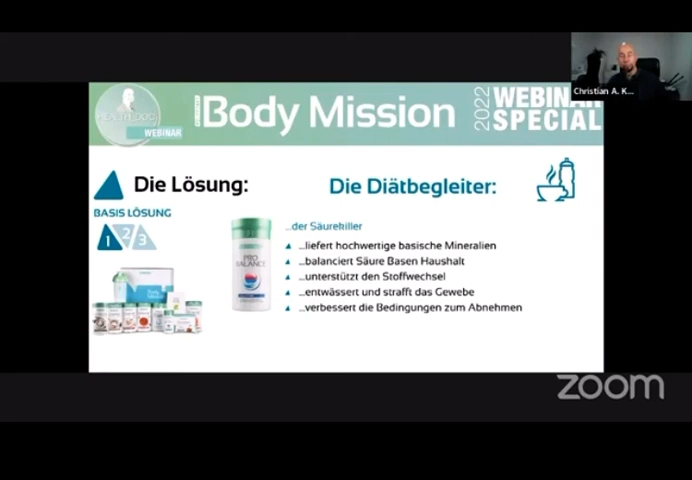 Christian A. K...
HEALTH DOC
WEBINAR
Body Mission
2022
WEBINAR
SPECIAL
Die Lösung:
Die Diätbegleiter:
BASIS LÖSUNG
1 2 3
PRO
BALANCE
...der Säurekiller
...liefert hochwertige basische Mineralien
...balanciert Säure Basen Haushalt
...unterstützt den Stoffwechsel
...entwässert und strafft das Gewebe
...verbessert die Bedingungen zum Abnehmen
zoom